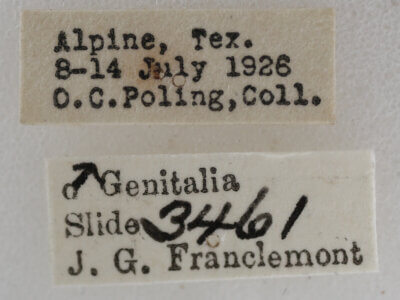 Alpine, Tex.
8-14 July 1926
O.C.Poling,Coll.
♂ Genitalia
Slide 3461
J. G. Franclemont